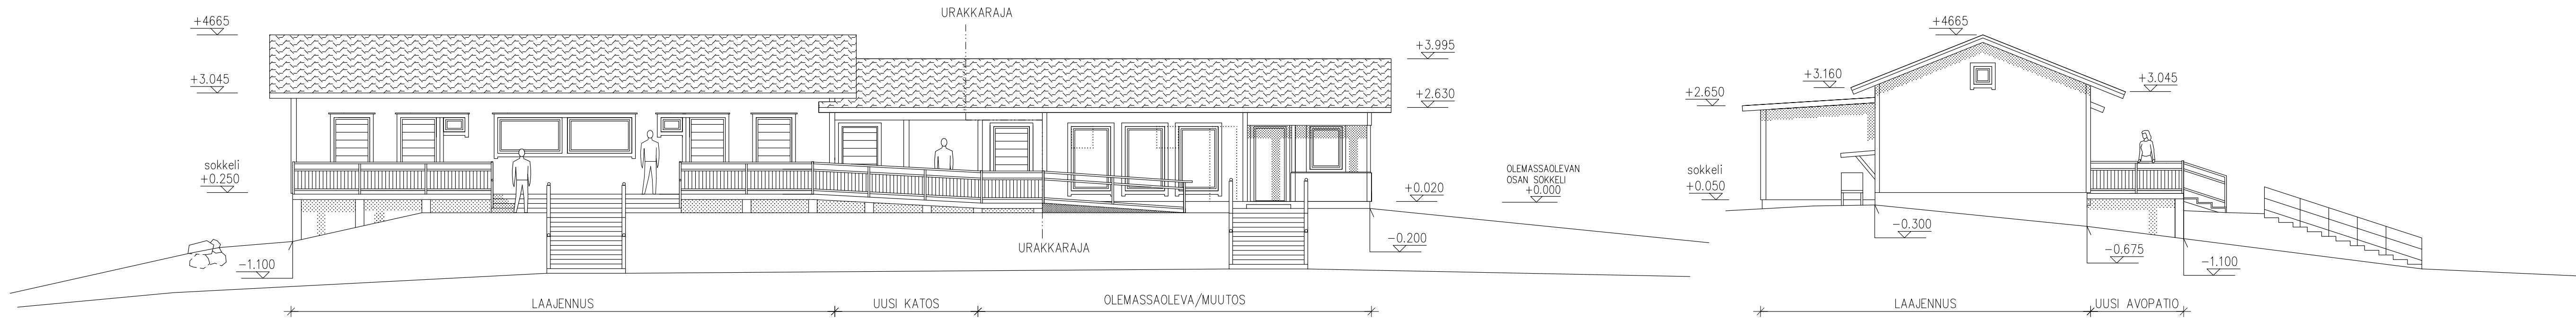 URAKKARAJA
+4665
+3.045
sokkeli
+0.250
-1.100
+3.995
+2.630
+0.020
-0.200
URAKKARAJA
OLEMASSAOLEVAN
OSAN SOKKELI
+0.000
LAAJENNUS
UUSI KATOS
OLEMASSAOLEVA/MUUTOS
+4665
+3.160
+3.045
+2.650
sokkeli
+0.050
-0.300
-0.675
-1.100
LAAJENNUS
UUSI AVOPATIO